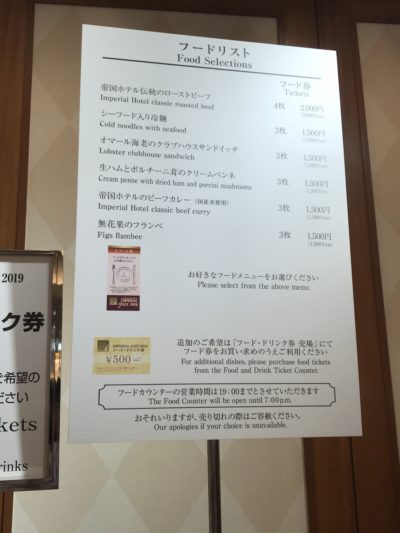 フードリスト
Food Selections
フード券
Tickets
帝国ホテル伝統のローストビーフ
Imperial Hotel classic roasted beef
4枚 2,000円
シーフード入り冷麺
Cold noodles with seafood
3枚 1,500円
オマール海老のクラブハウスサンドイッチ
Lobster clubhouse sandwich
3枚 1,500円
生ハムとポルチーニ茸のクリームペンネ
Cream penne with dried ham and porcini mushrooms
3枚 1,500円
帝国ホテルのビーフカレー（国産米使用）
Imperial Hotel classic beef curry
3枚 1,500円
無花果のフランベ
Figs flambee
3枚 1,500円
お好きなフードメニューをお選びください
Please select from the above menu.
¥500
追加のご希望は「フード・ドリンク券 売場」にて
フード券をお買い求めのうえご利用ください
For additional dishes, please purchase food tickets
from the Food and Drink Ticket Counter.
フードカウンターの営業時間は19:00までとさせていただきます
The Food Counter will be open until 7:00p.m.
おそれいりますが、売り切れの際はご容赦ください。
Our apologies if your choice is unavailable.
2019
ク券
ご希望の
ださい
kets
rinks